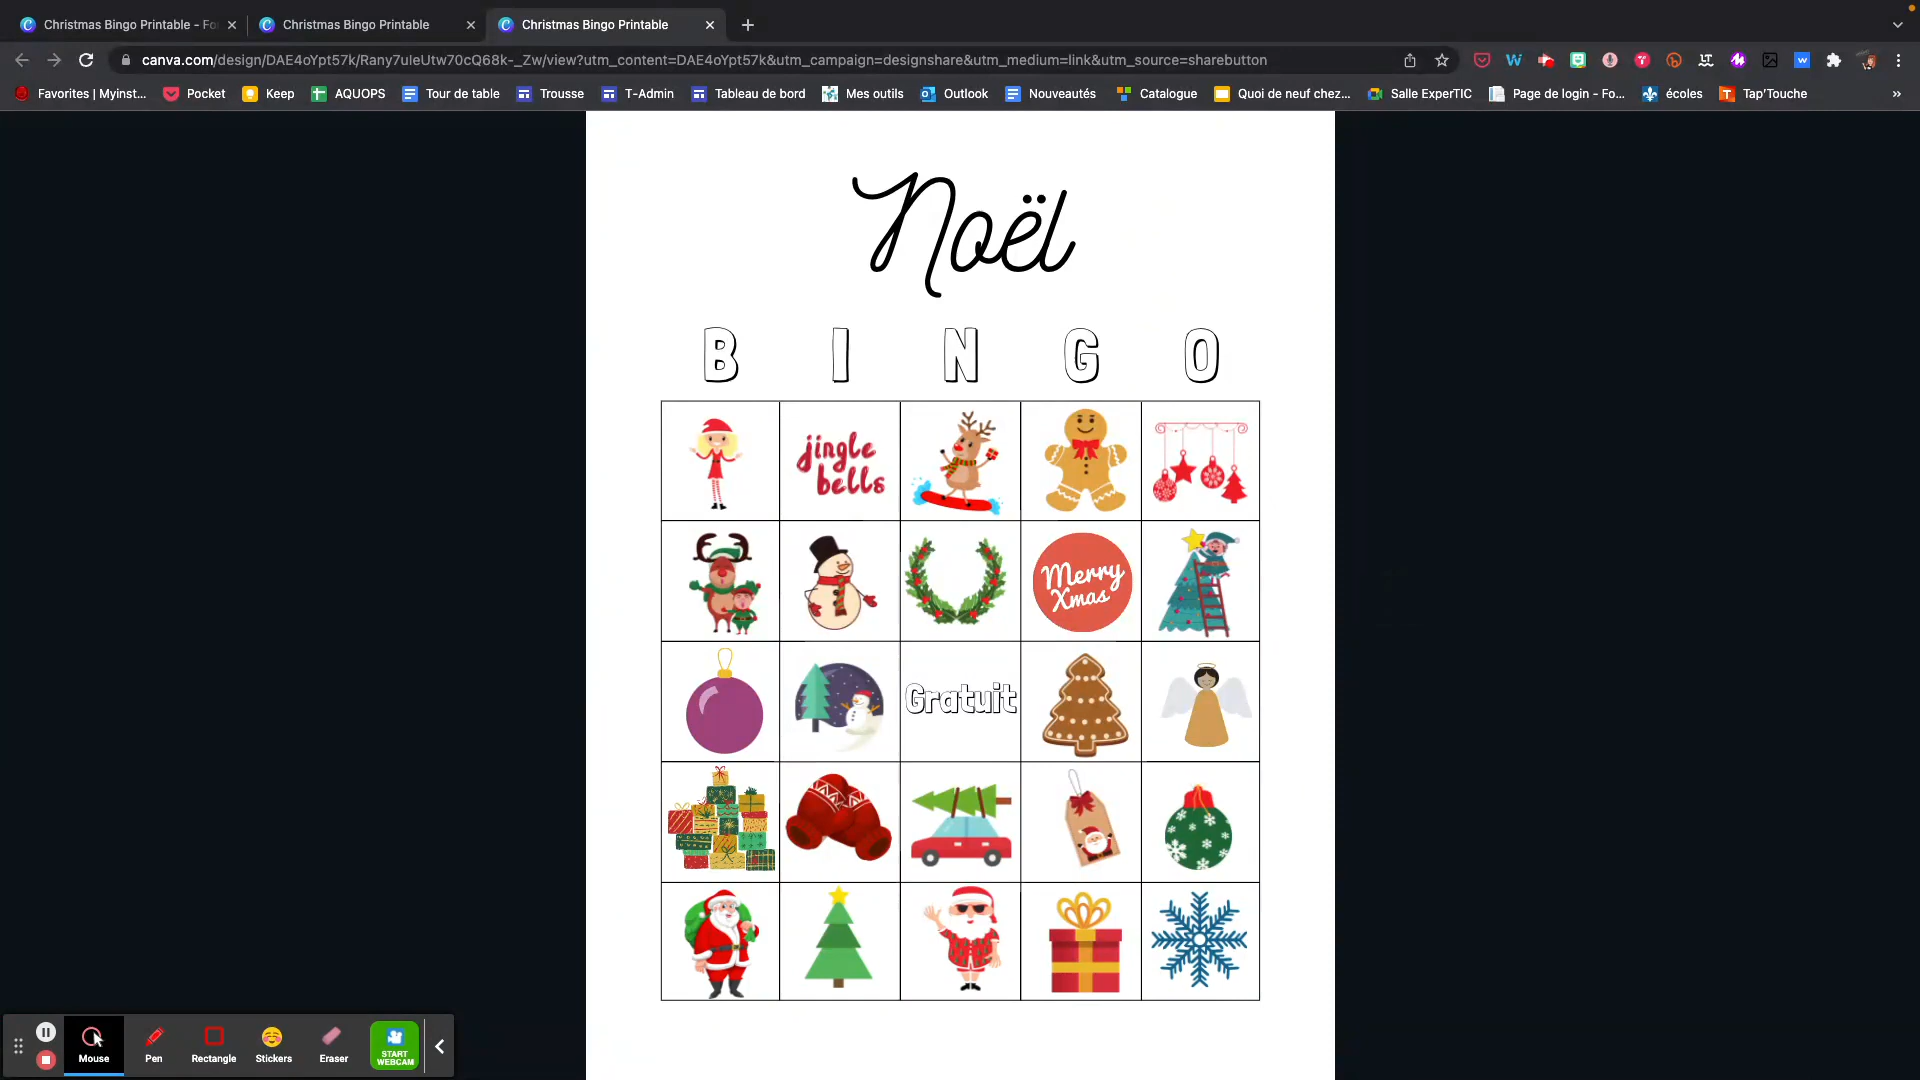 Christmas Bingo Printable - Fo
Christmas Bingo Printable
Christmas Bingo Printable
canva.com/design/DAE4oYpt57k/Rany7uleUtw70cQ68k-_Zw/view?utm_content=DAE4oYpt57k&utm_campaign=designshare&utm_medium=link&utm_source=sharebutton
Favorites | Myinst... Pocket Keep AQUOPS Tour de table Trousse T-Admin Tableau de bord Mes outils Outlook Nouveautés Catalogue Quoi de neuf chez... Salle ExperTIC Page de login - Fo... écoles Tap'Touche »
Noël
B I N G O
jingle
bells
Merry
Xmas
Gratuit
Mouse Pen Rectangle Stickers Eraser START
WEBCAM